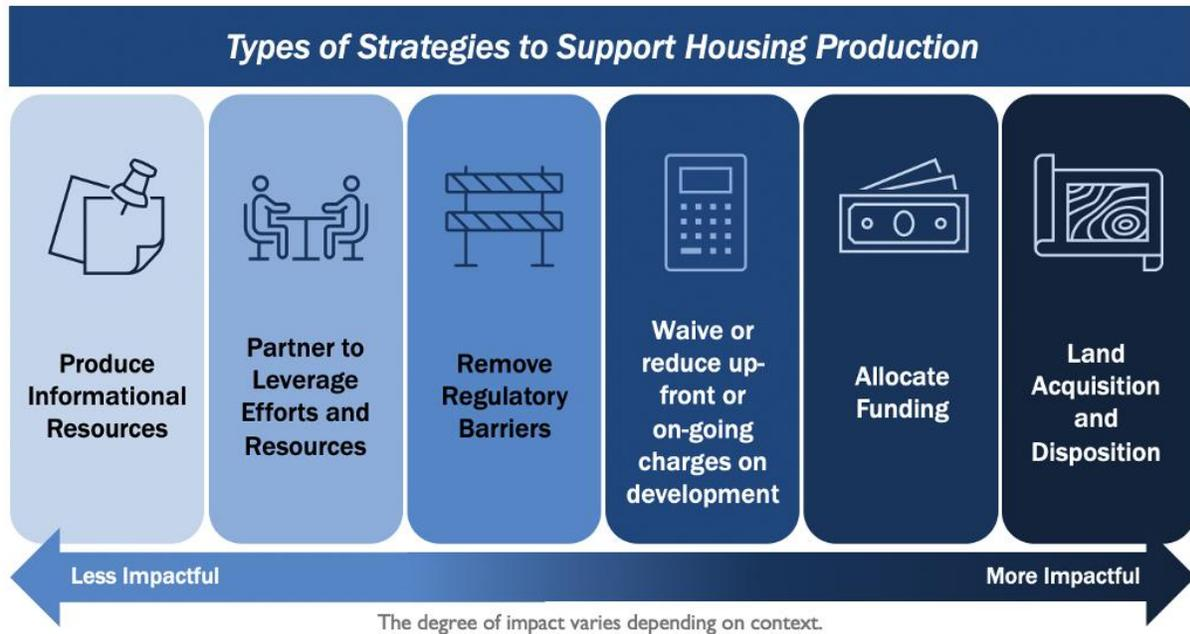 Types of Strategies to Support Housing Production
Produce
Informational
Resources
Partner to
Leverage
Efforts and
Resources
Remove
Regulatory
Barriers
Waive or
reduce up-
front or
on-going
charges on
development
Allocate
Funding
Land
Acquisition
and
Disposition
Less Impactful
More Impactful
The degree of impact varies depending on context.